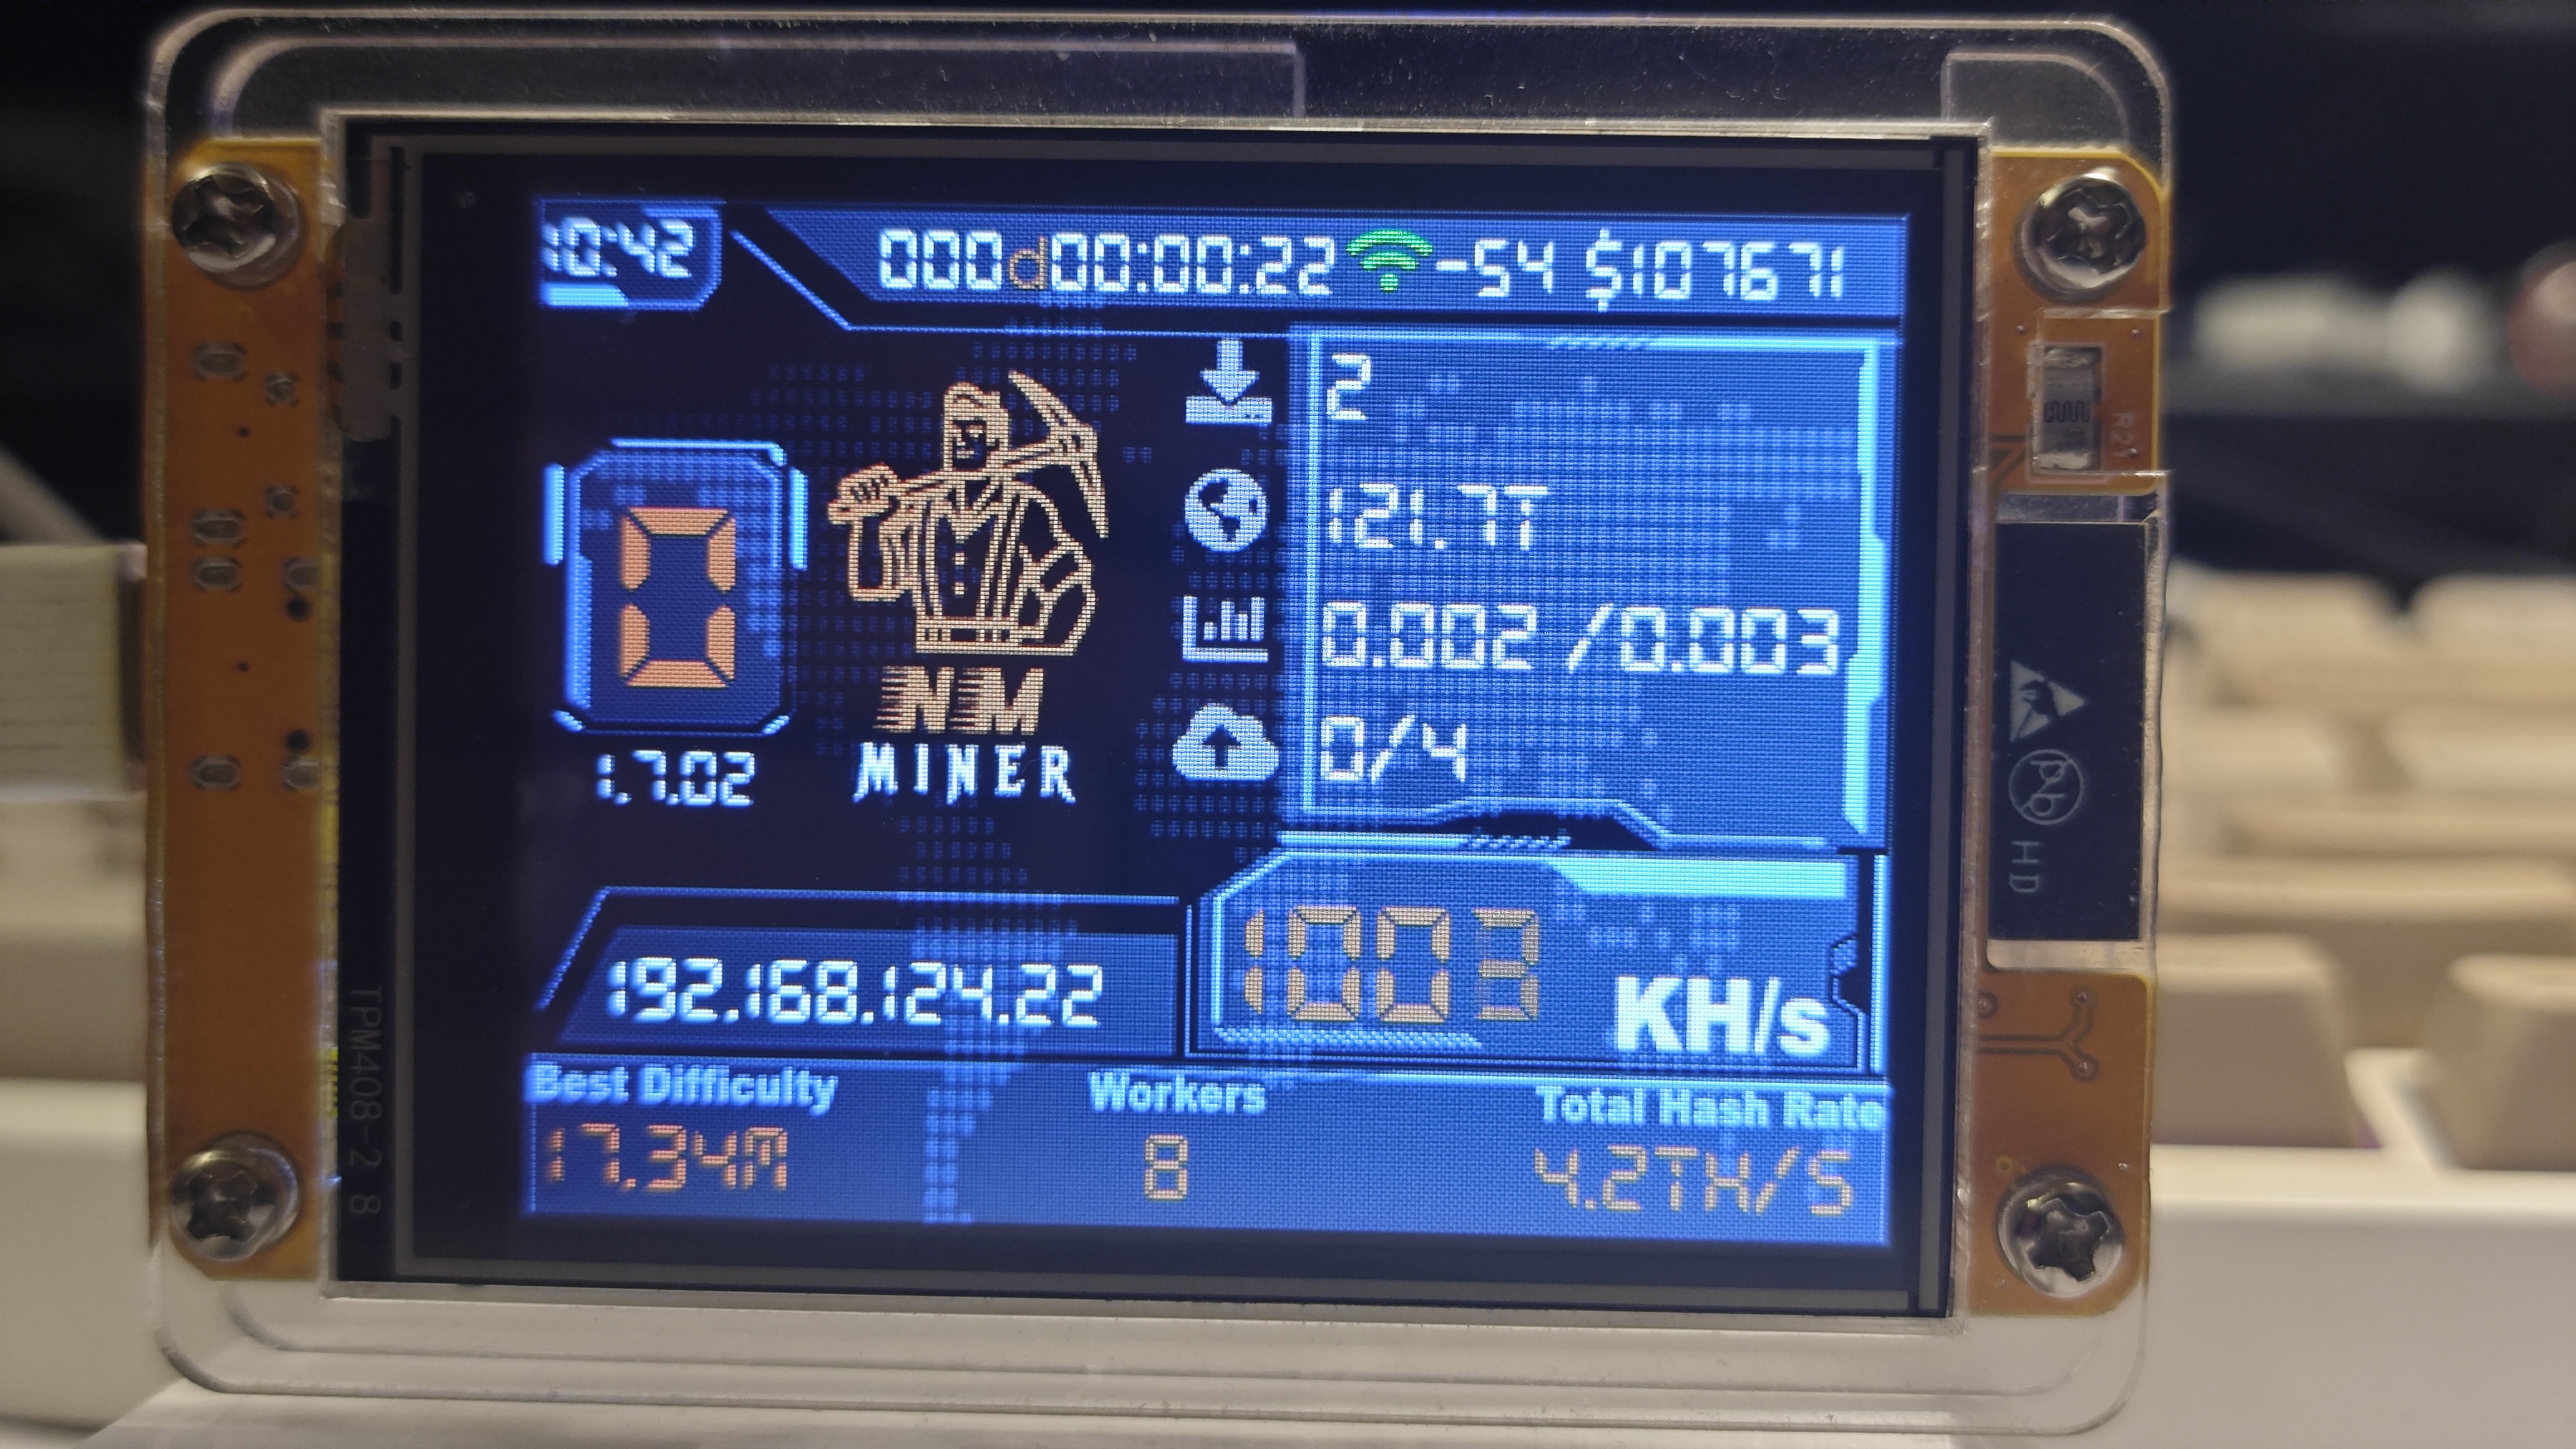 10:42
000d00:00:22 -54 $107671
2
121.7T
0.002 /0.003
0/4
0
1.7.02
NM
MINER
192.168.124.22
1003 KH/s
Best Difficulty Workers Total Hash Rate
17.34M 8 4.2TH/S
TPM408-2 8
R21
Pb
HD